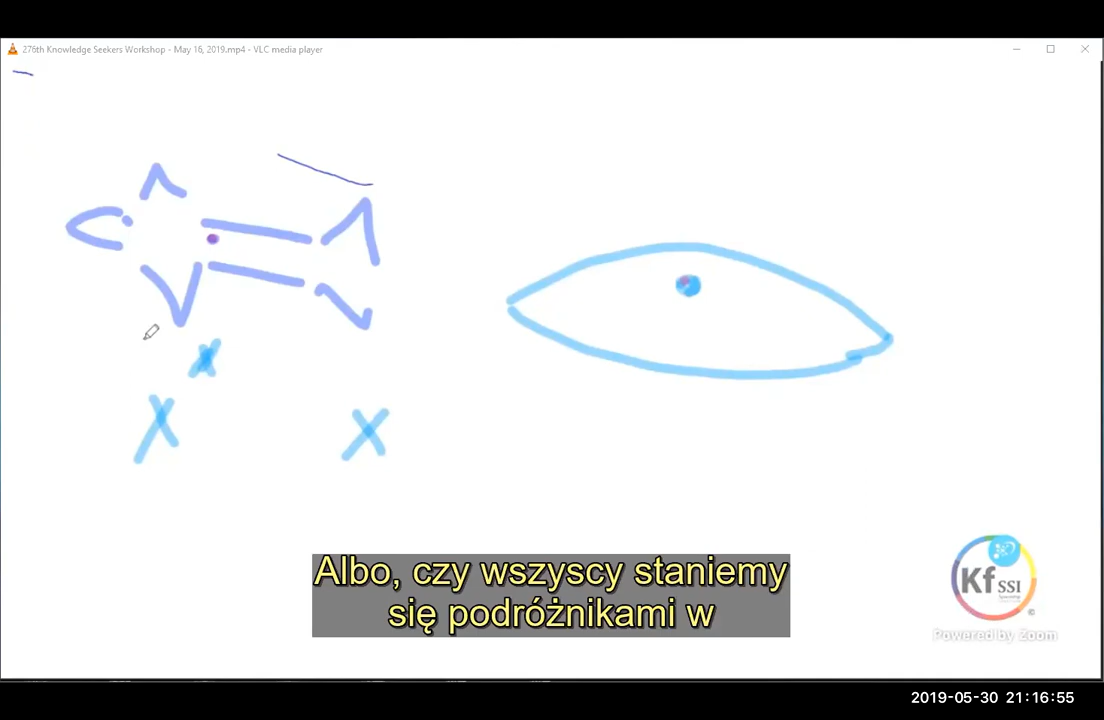 276th Knowledge Seekers Workshop - May 16, 2019.mp4 - VLC media player
X
X
X
Albo, czy wszyscy staniemy
się podróżnikami w
Kf SSI
©
Powered by Zoom
2019-05-30 21:16:55